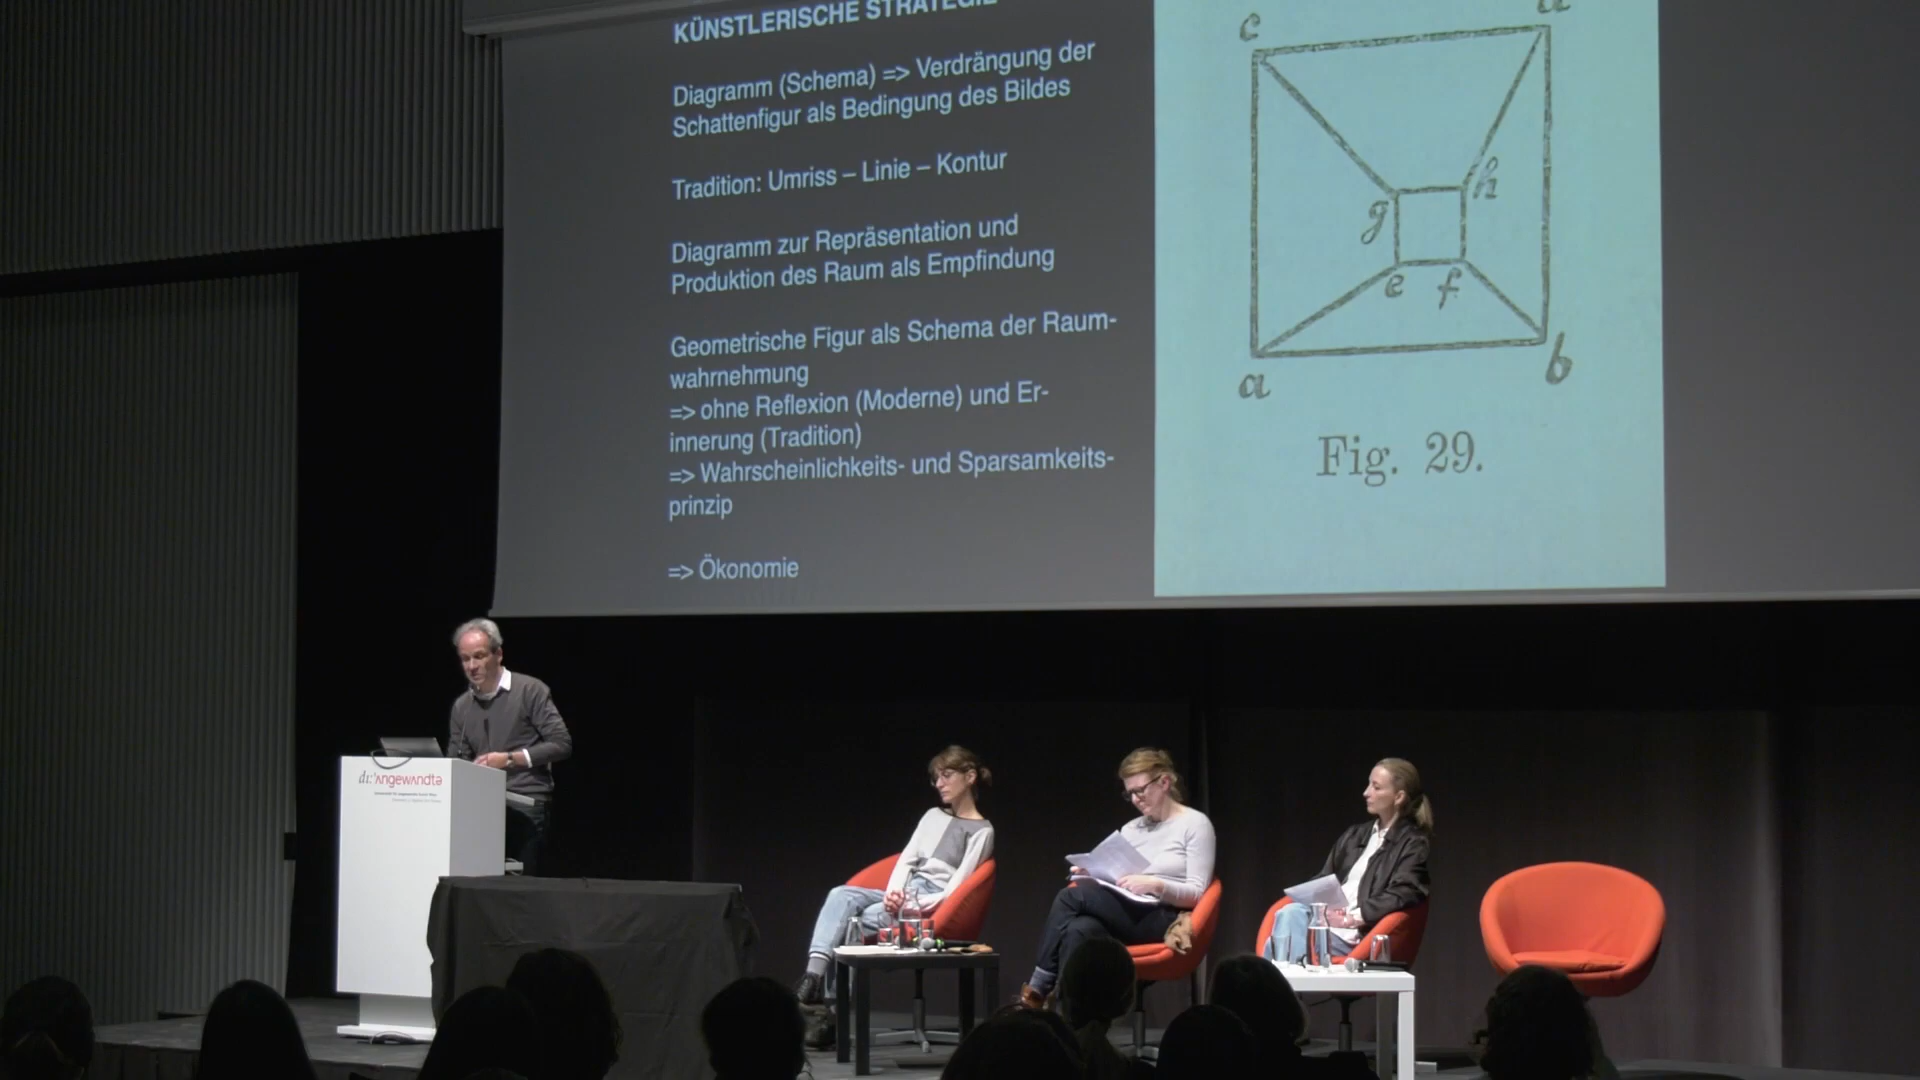 KÜNSTLERISCHE STRATEGIE
Diagramm (Schema) => Verdrängung der
Schattenfigur als Bedingung des Bildes
Tradition: Umriss – Linie – Kontur
Diagramm zur Repräsentation und
Produktion des Raum als Empfindung
Geometrische Figur als Schema der Raum-
wahrnehmung
=> ohne Reflexion (Moderne) und Er-
innerung (Tradition)
=> Wahrscheinlichkeits- und Sparsamkeits-
prinzip
=> Ökonomie
c
d
g
h
e
f
a
b
Fig. 29.
dı:'ʌngewʌndtə